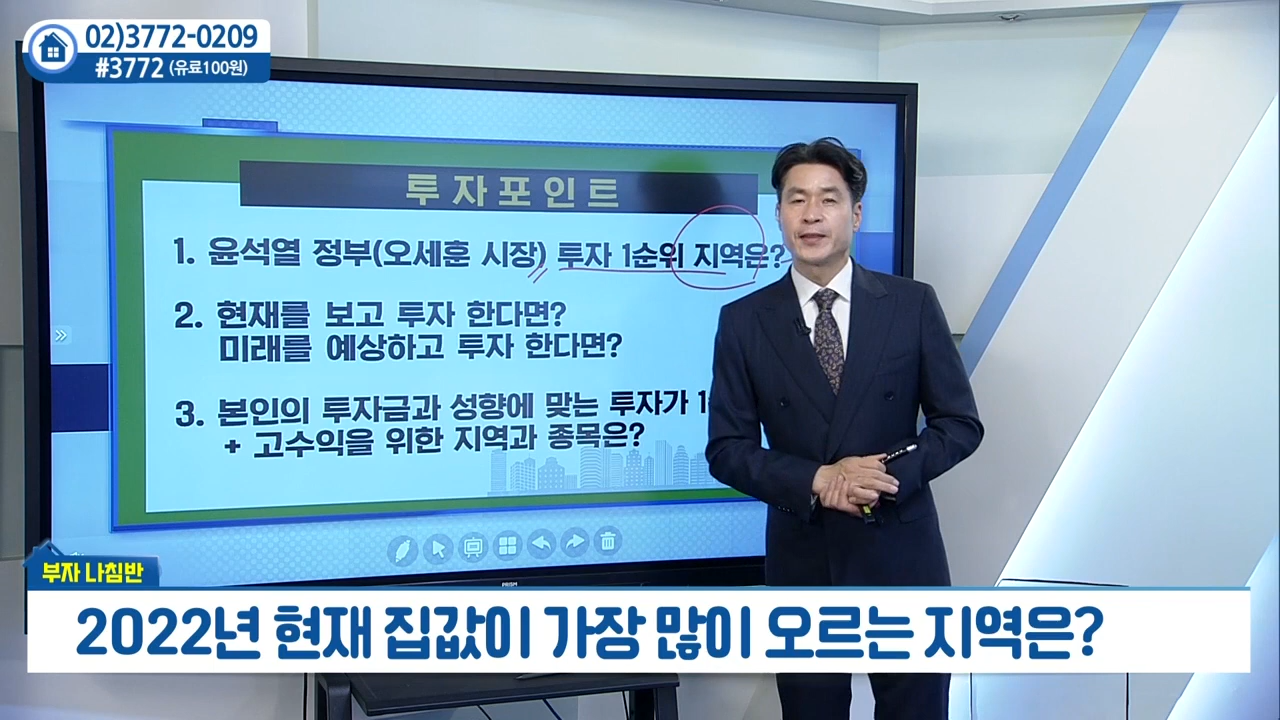 02)3772-0209
#3772 (유료100원)
투자포인트
1. 윤석열 정부(오세훈 시장) 투자 1순위 지역은?
2. 현재를 보고 투자 한다면?
미래를 예상하고 투자 한다면?
3. 본인의 투자금과 성향에 맞는 투자가
+ 고수익을 위한 지역과 종목은?
PRISM
부자 나침반
2022년 현재 집값이 가장 많이 오르는 지역은?